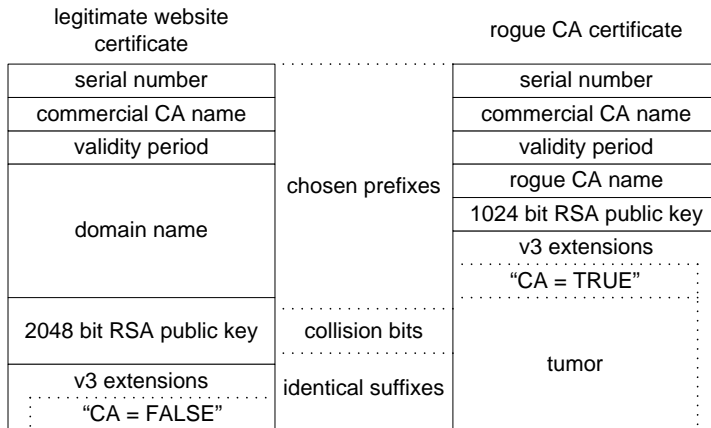 legitimate website
certificate
serial number
commercial CA name
validity period
domain name
2048 bit RSA public key
v3 extensions
“CA = FALSE”
chosen prefixes
collision bits
identical suffixes
rogue CA certificate
serial number
commercial CA name
validity period
rogue CA name
1024 bit RSA public key
v3 extensions
“CA = TRUE”
tumor